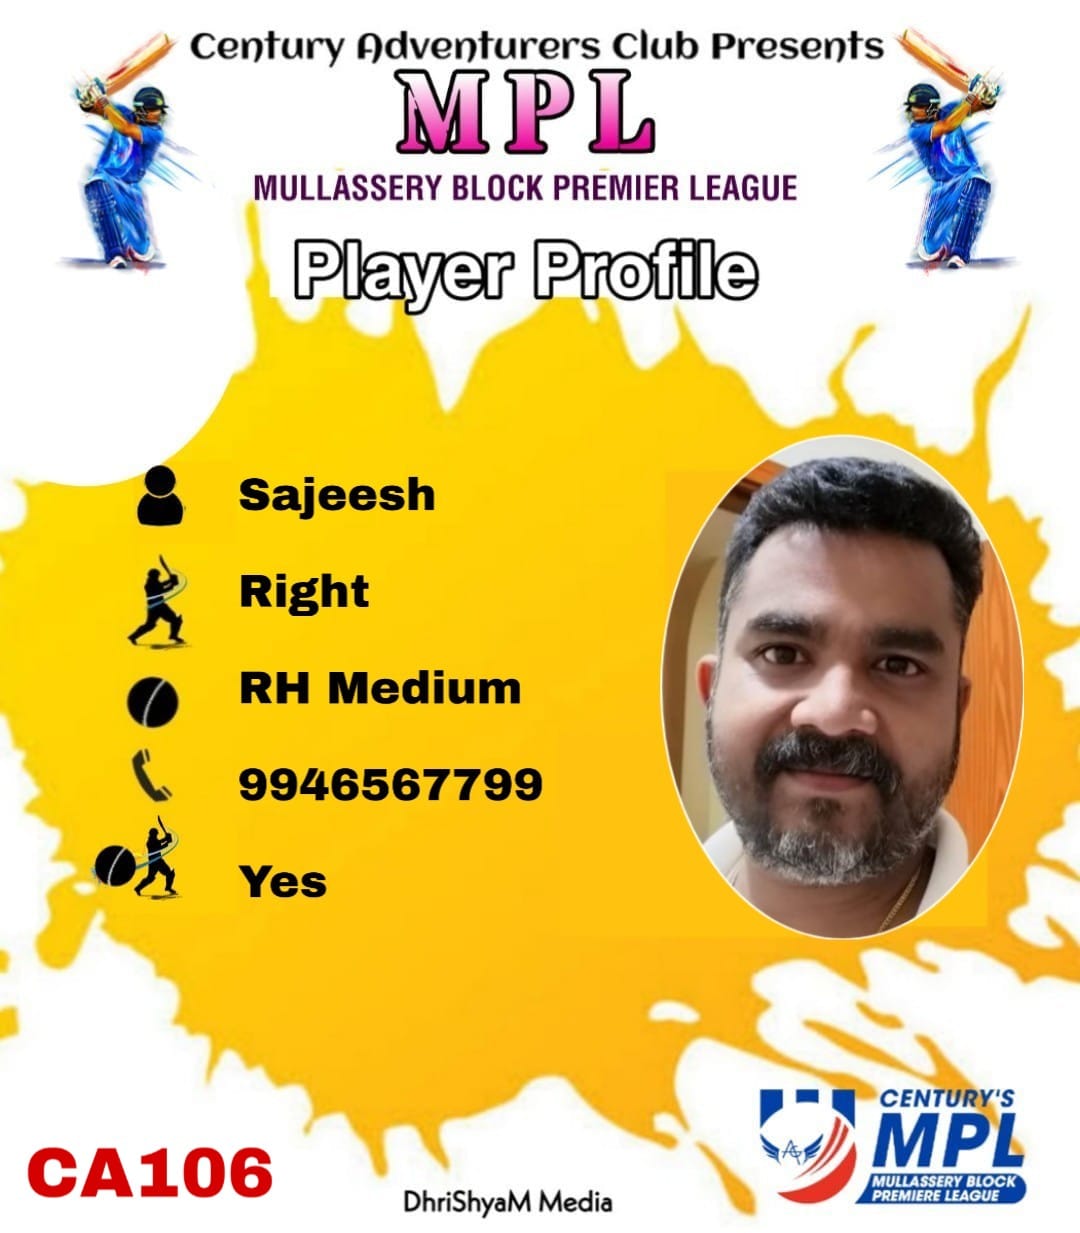 Century Adventurers Club Presents
MPL
MULLASSERY BLOCK PREMIER LEAGUE
Player Profile
Sajeesh
Right
RH Medium
9946567799
Yes
CENTURY'S
MPL
MULLASSERY BLOCK
PREMIERE LEAGUE
CA106
DhriShyaM Media